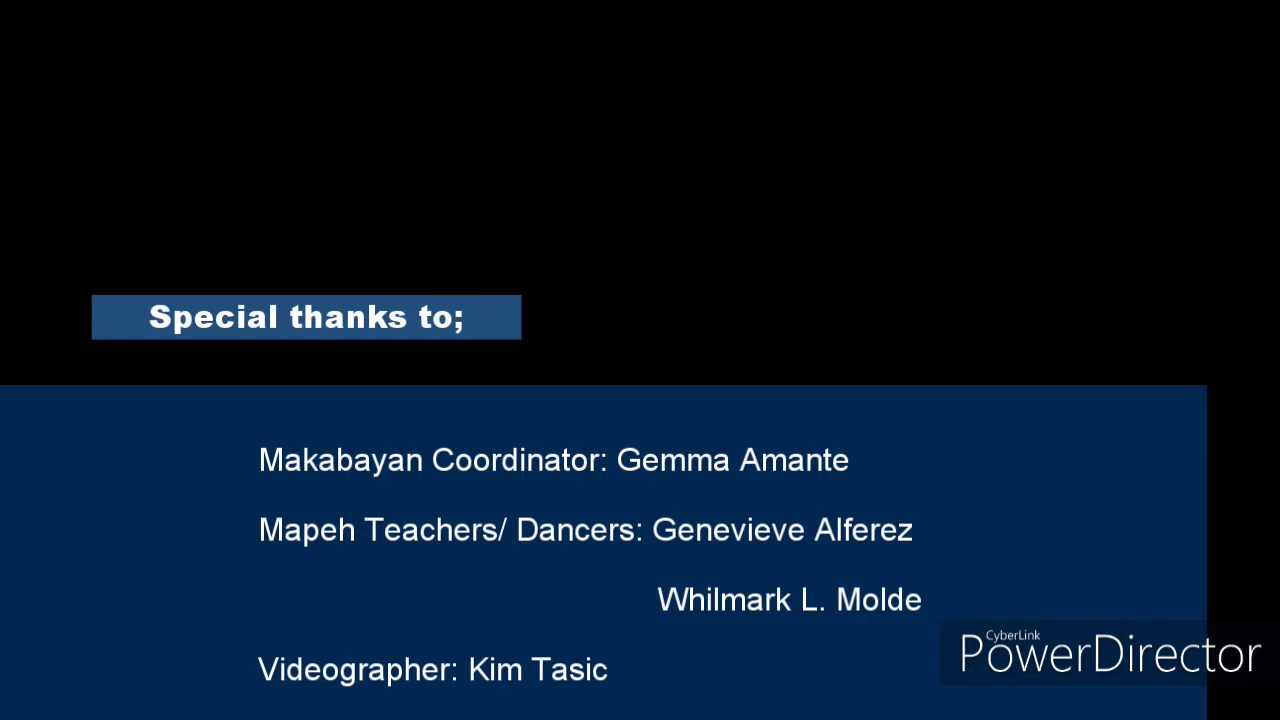 Special thanks to;
Makabayan Coordinator: Gemma Amante
Mapeh Teachers/ Dancers: Genevieve Alferez
Whilmark L. Molde
Videographer: Kim Tasic
CyberLink
PowerDirector